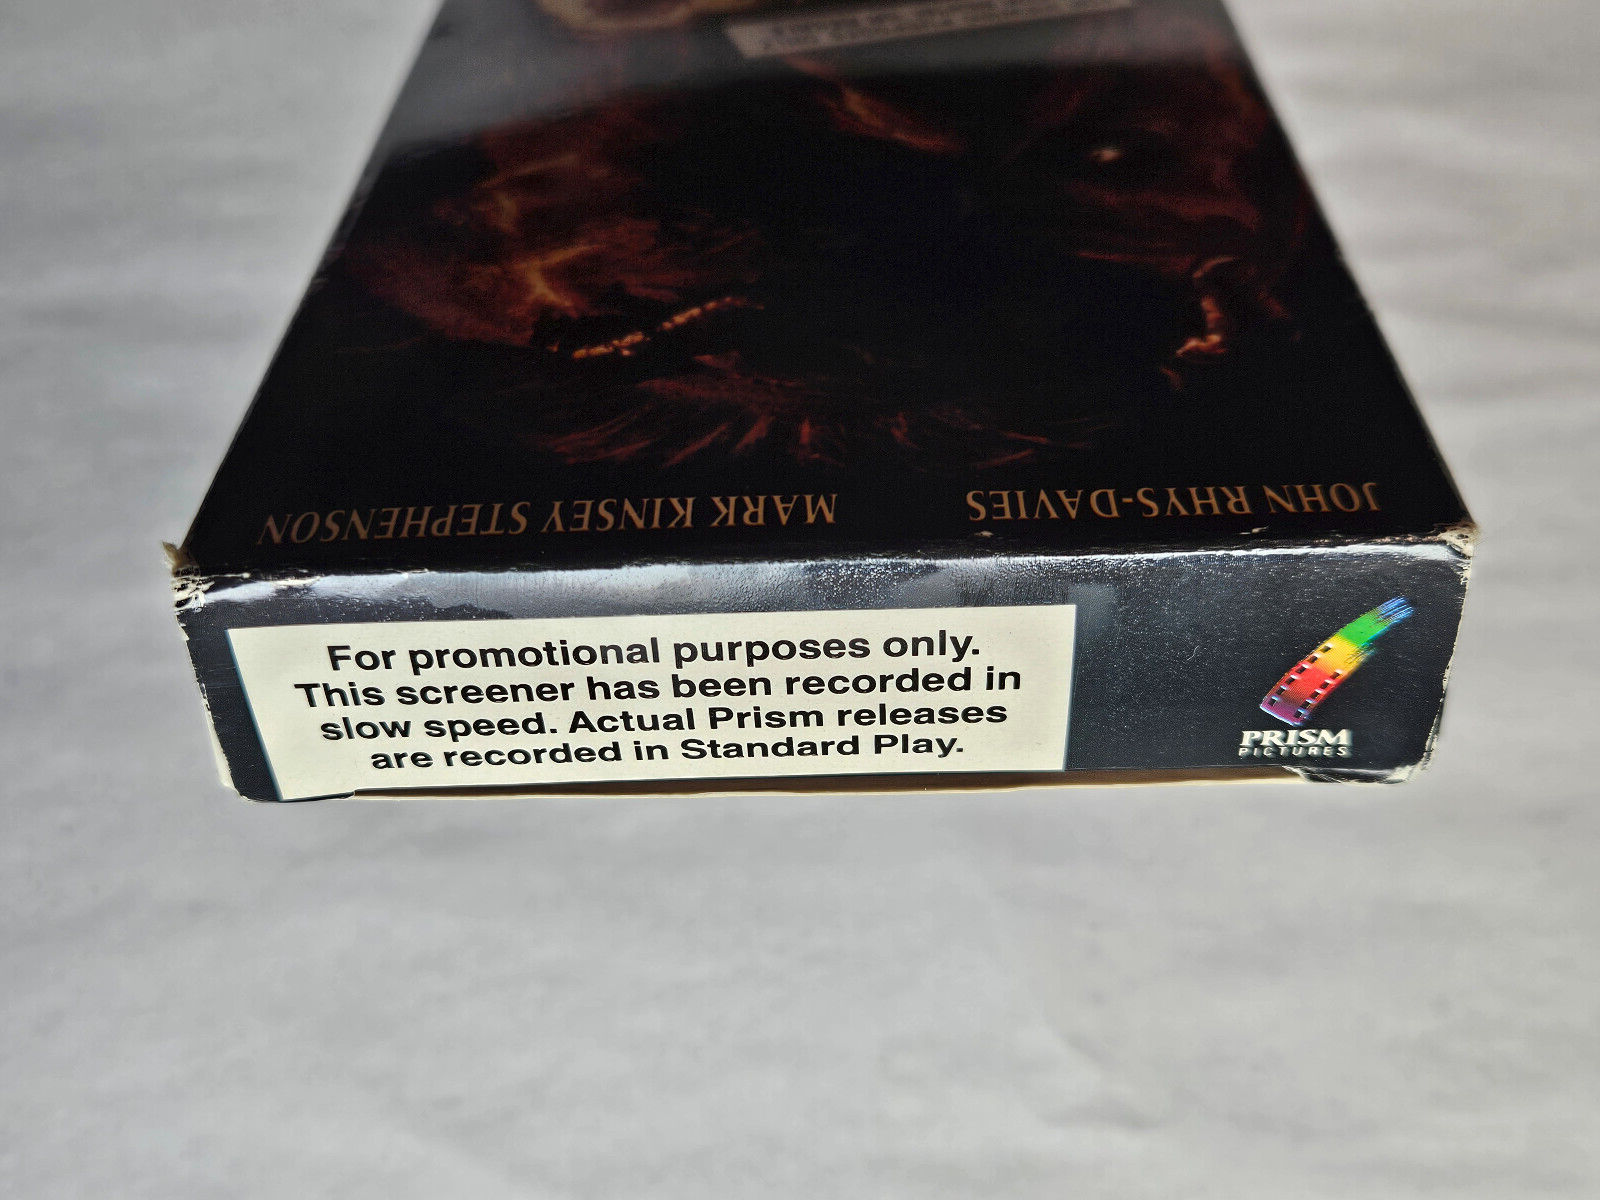 JOHN RHYS-DAVIES
MARK KINSEY STEPHENSON
For promotional purposes only.
This screener has been recorded in
slow speed. Actual Prism releases
are recorded in Standard Play.
PRISM
PICTURES